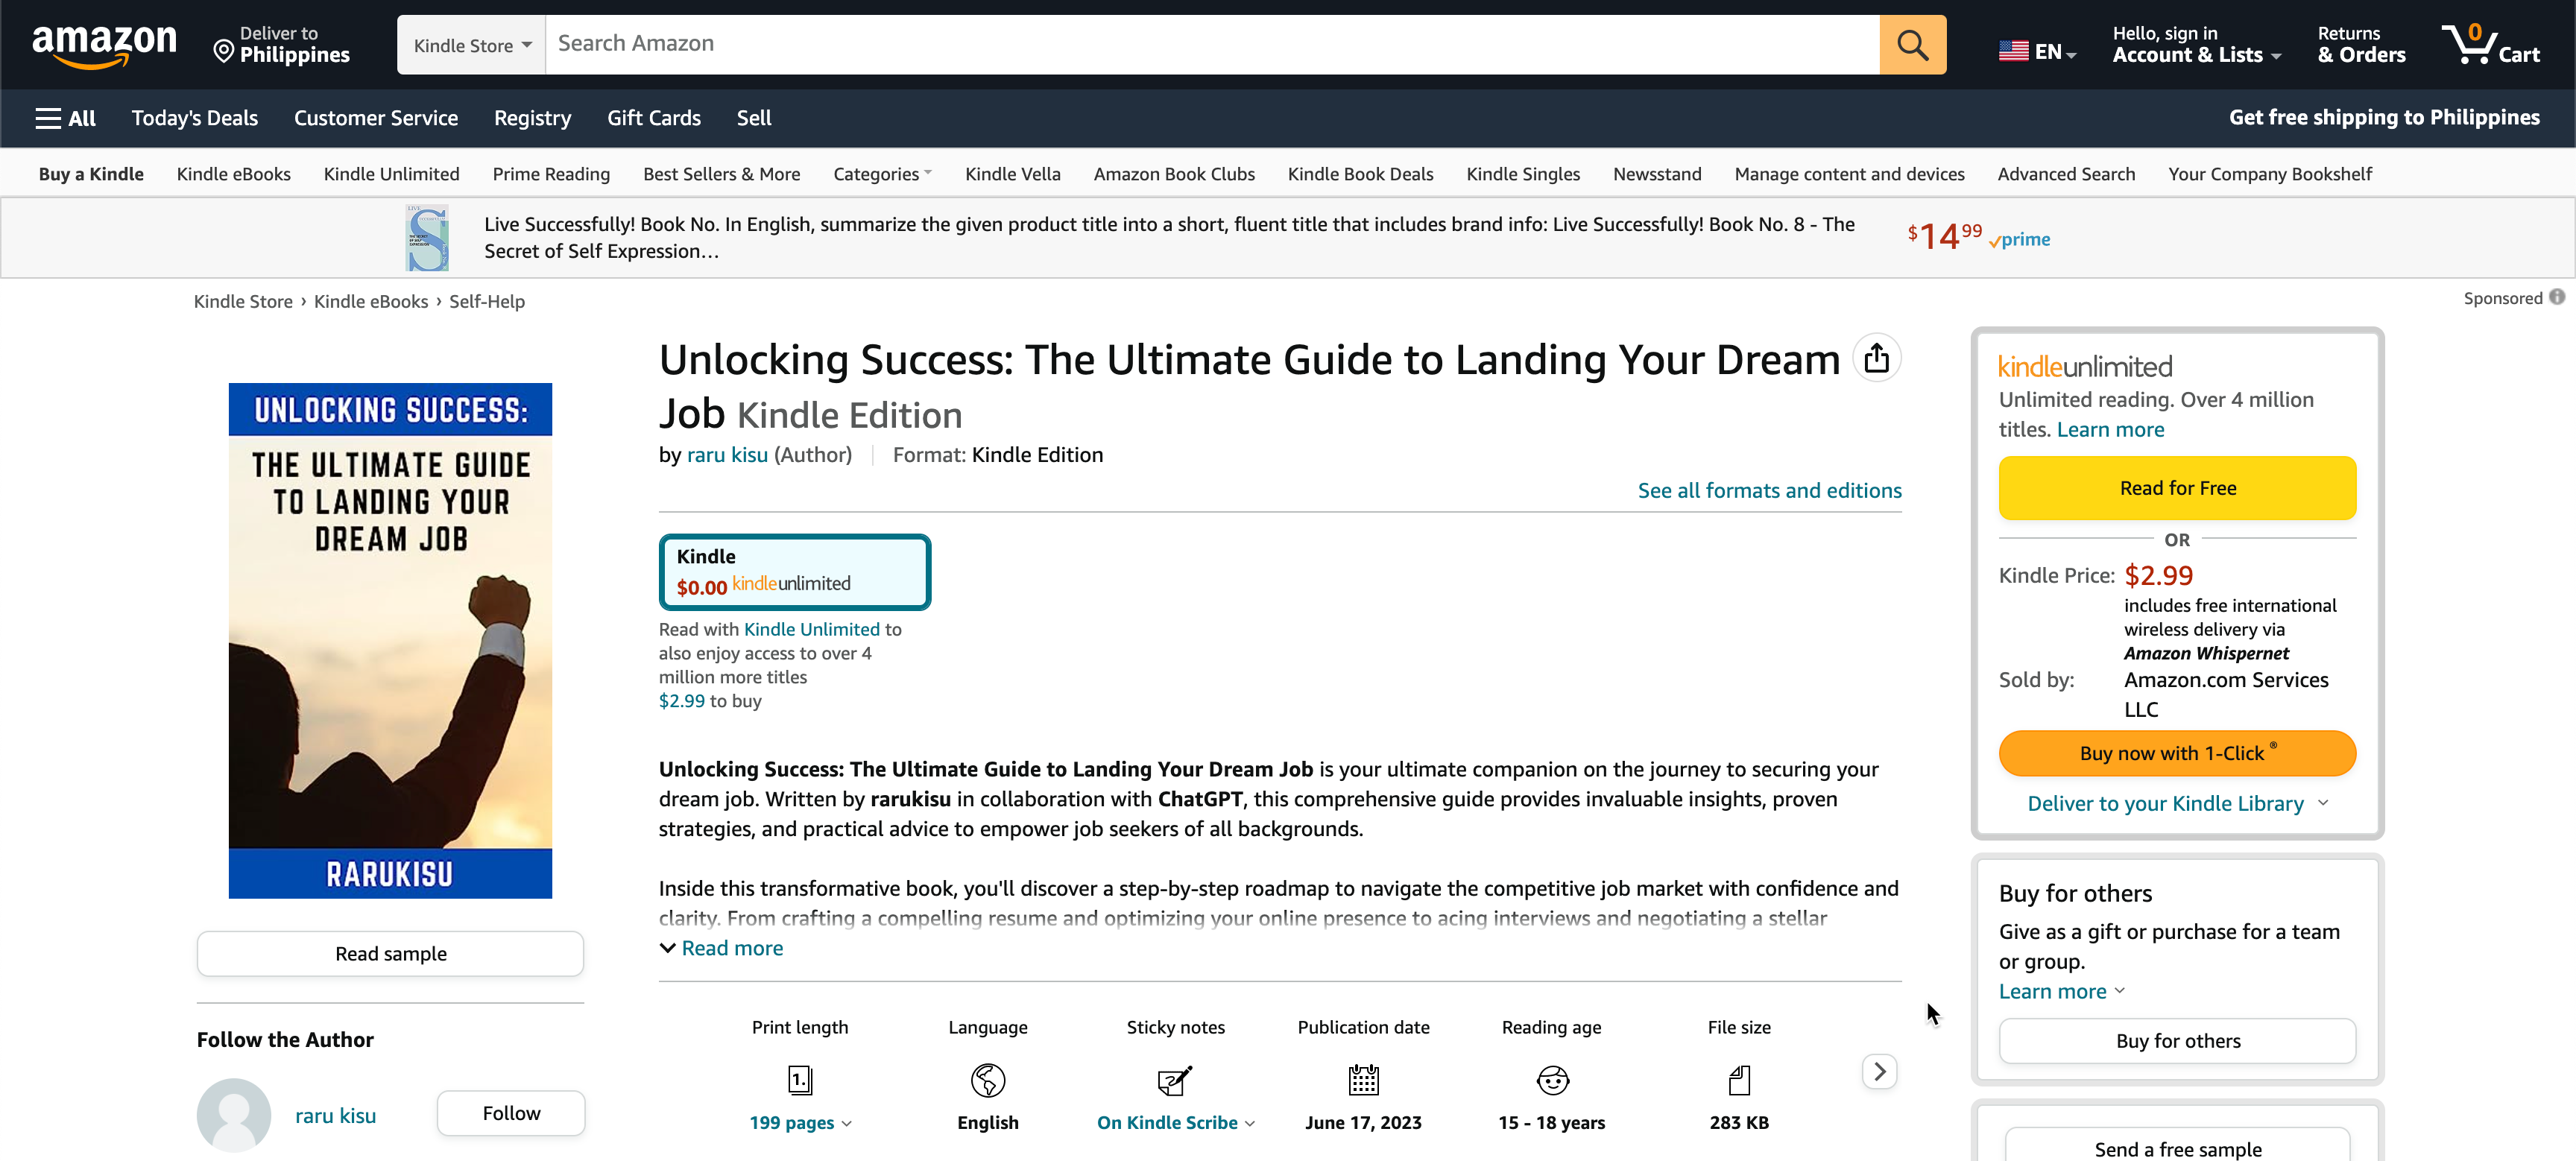 amazon
Deliver to
Philippines
Kindle Store
Search Amazon
EN
Hello, sign in
Account & Lists
Returns
& Orders
0
Cart
All
Today's Deals
Customer Service
Registry
Gift Cards
Sell
Get free shipping to Philippines
Buy a Kindle
Kindle eBooks
Kindle Unlimited
Prime Reading
Best Sellers & More
Categories
Kindle Vella
Amazon Book Clubs
Kindle Book Deals
Kindle Singles
Newsstand
Manage content and devices
Advanced Search
Your Company Bookshelf
Live Successfully! Book No. In English, summarize the given product title into a short, fluent title that includes brand info: Live Successfully! Book No. 8 - The
Secret of Self Expression…
$14 99 prime
Kindle Store › Kindle eBooks › Self-Help
Sponsored
UNLOCKING SUCCESS:
THE ULTIMATE GUIDE
TO LANDING YOUR
DREAM JOB
RARUKISU
Read sample
Follow the Author
raru kisu
Follow
Unlocking Success: The Ultimate Guide to Landing Your Dream
Job Kindle Edition
by raru kisu (Author)
Format: Kindle Edition
See all formats and editions
Kindle
$0.00 kindleunlimited
Read with Kindle Unlimited to
also enjoy access to over 4
million more titles
$2.99 to buy
Unlocking Success: The Ultimate Guide to Landing Your Dream Job is your ultimate companion on the journey to securing your
dream job. Written by rarukisu in collaboration with ChatGPT, this comprehensive guide provides invaluable insights, proven
strategies, and practical advice to empower job seekers of all backgrounds.
Inside this transformative book, you'll discover a step-by-step roadmap to navigate the competitive job market with confidence and
clarity. From crafting a compelling resume and optimizing your online presence to acing interviews and negotiating a stellar
Read more
Print length
1.
199 pages
Language
English
Sticky notes
On Kindle Scribe
Publication date
June 17, 2023
Reading age
15 - 18 years
File size
283 KB
kindleunlimited
Unlimited reading. Over 4 million
titles. Learn more
Read for Free
OR
Kindle Price: $2.99
includes free international
wireless delivery via
Amazon Whispernet
Sold by: Amazon.com Services
LLC
Buy now with 1-Click ®
Deliver to your Kindle Library
Buy for others
Give as a gift or purchase for a team
or group.
Learn more
Buy for others
Send a free sample